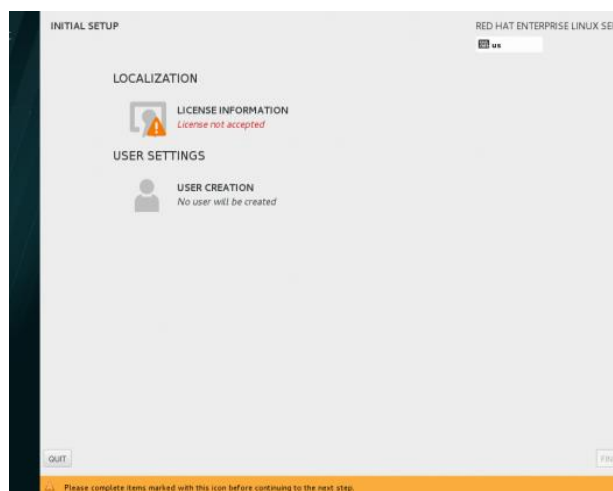 INITIAL SETUP
RED HAT ENTERPRISE LINUX SE
us
LOCALIZATION
LICENSE INFORMATION
License not accepted
USER SETTINGS
USER CREATION
No user will be created
QUIT
FIN
Please complete items marked with this icon before continuing to the next step.